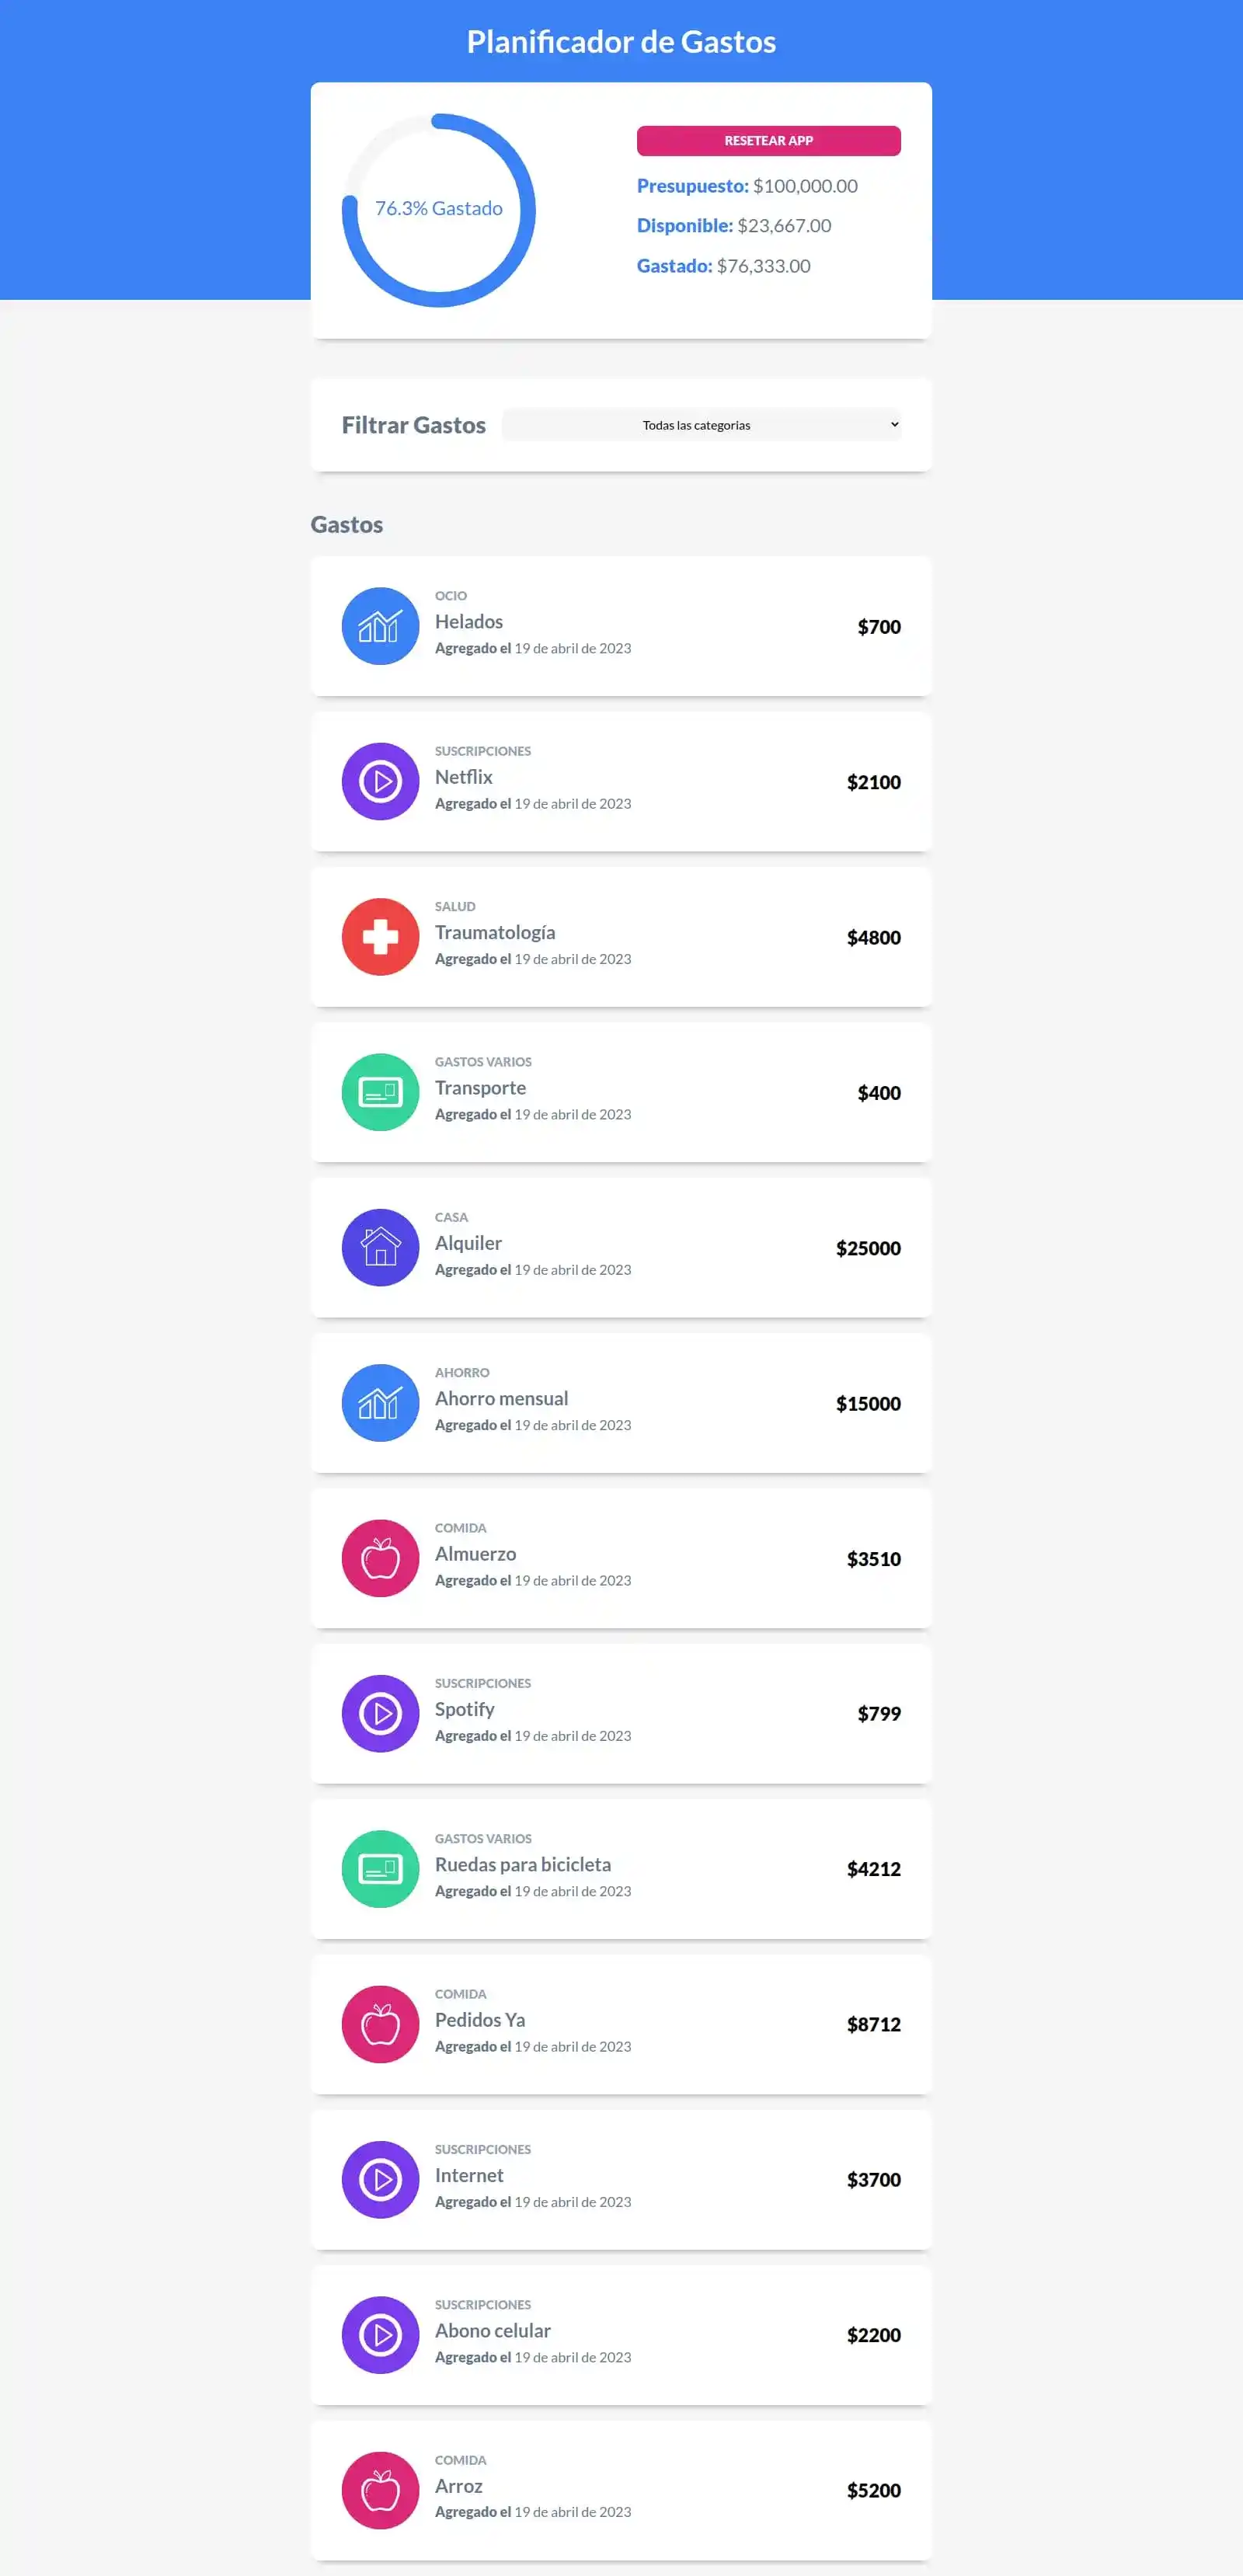 Planificador de Gastos
76.3% Gastado
RESETEAR APP
Presupuesto: $100,000.00
Disponible: $23,667.00
Gastado: $76,333.00
Filtrar Gastos
Todas las categorias
Gastos
OCIO
Helados
Agregado el 19 de abril de 2023
$700
SUSCRIPCIONES
Netflix
Agregado el 19 de abril de 2023
$2100
SALUD
Traumatología
Agregado el 19 de abril de 2023
$4800
GASTOS VARIOS
Transporte
Agregado el 19 de abril de 2023
$400
CASA
Alquiler
Agregado el 19 de abril de 2023
$25000
AHORRO
Ahorro mensual
Agregado el 19 de abril de 2023
$15000
COMIDA
Almuerzo
Agregado el 19 de abril de 2023
$3510
SUSCRIPCIONES
Spotify
Agregado el 19 de abril de 2023
$799
GASTOS VARIOS
Ruedas para bicicleta
Agregado el 19 de abril de 2023
$4212
COMIDA
Pedidos Ya
Agregado el 19 de abril de 2023
$8712
SUSCRIPCIONES
Internet
Agregado el 19 de abril de 2023
$3700
SUSCRIPCIONES
Abono celular
Agregado el 19 de abril de 2023
$2200
COMIDA
Arroz
Agregado el 19 de abril de 2023
$5200